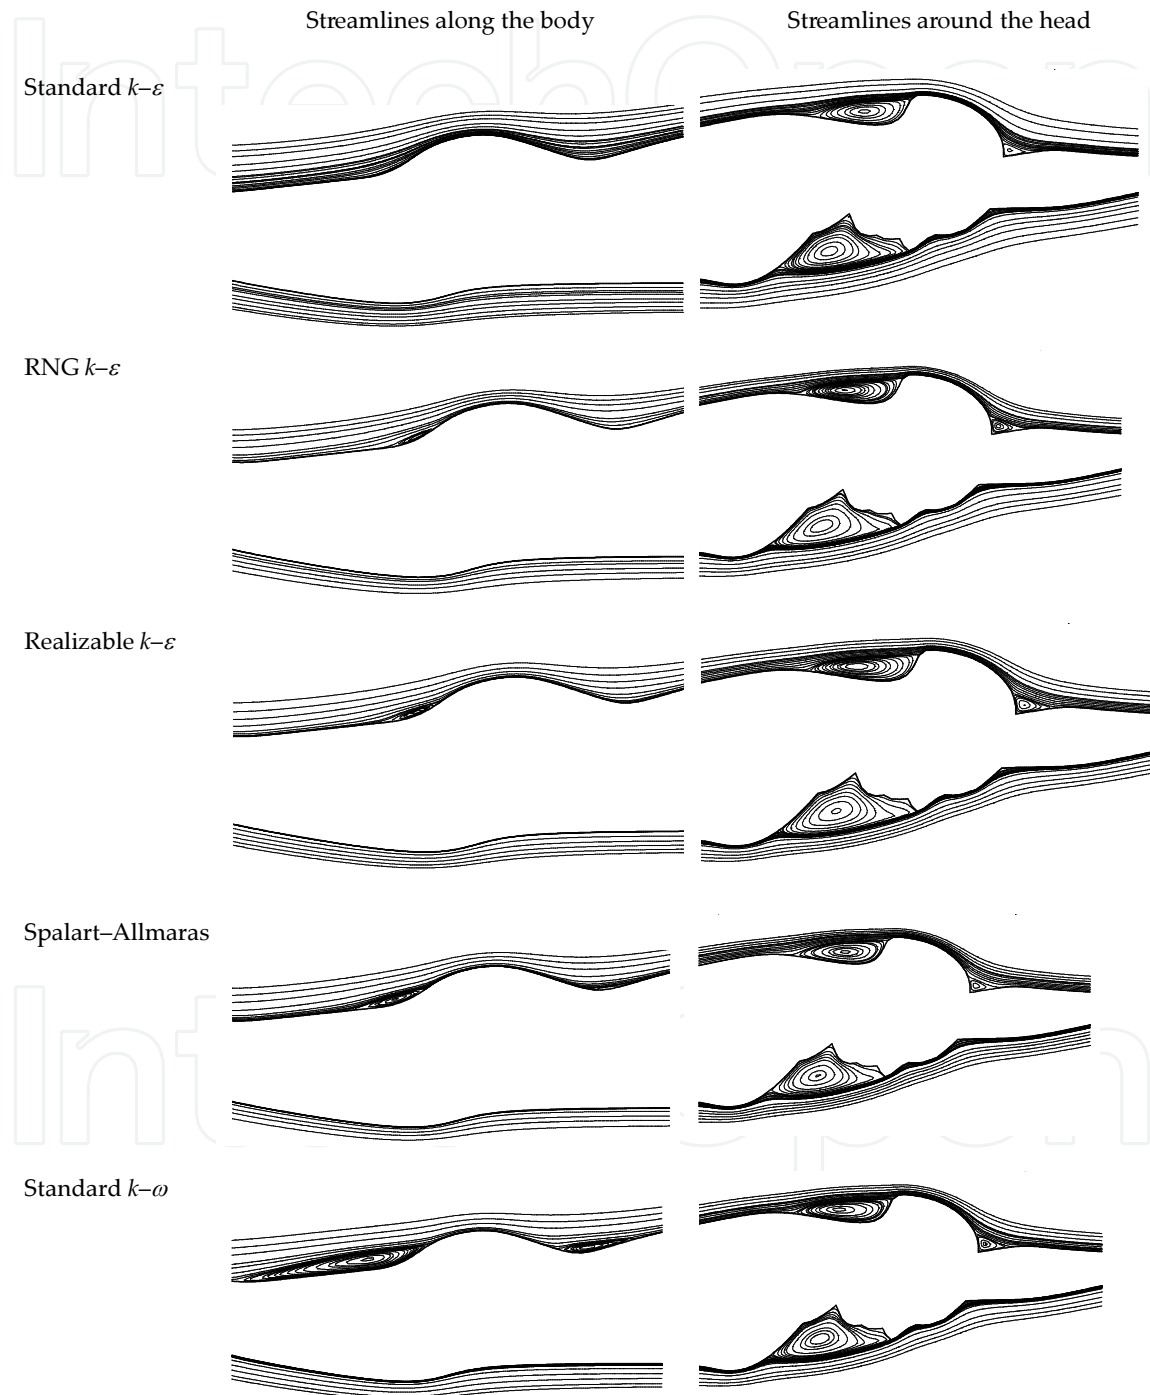 Streamlines along the body
Streamlines around the head
Standard k–ε
RNG k–ε
Realizable k–ε
Spalart–Allmaras
Standard k–ω